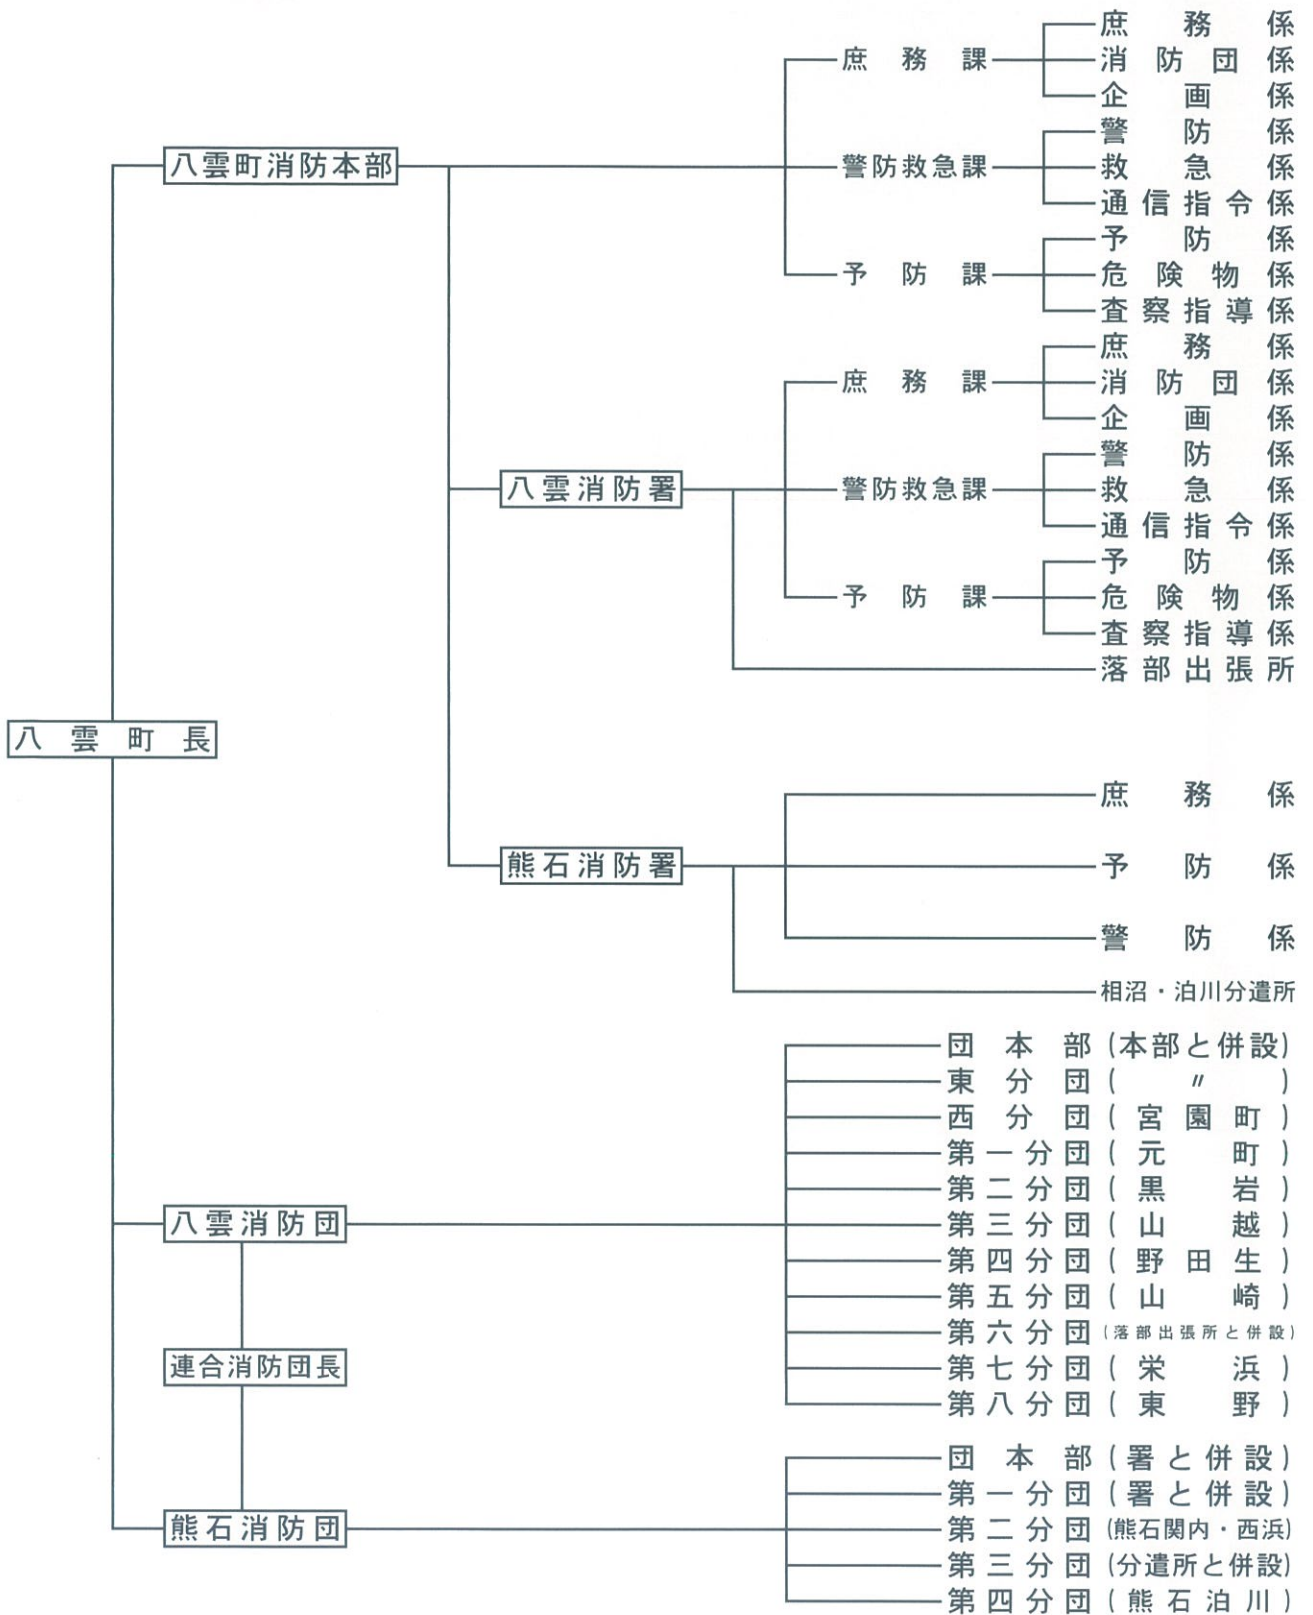 庶務係
庶務課
消防団係
企画係
八雲町消防本部
警防係
警防救急課
救急係
通信指令係
予防係
予防課
危険物係
査察指導係
庶務係
庶務課
消防団係
企画係
八雲消防署
警防係
警防救急課
救急係
通信指令係
予防係
予防課
危険物係
査察指導係
落部出張所
八雲町長
庶務係
熊石消防署
予防係
警防係
相沼・泊川分遣所
団本部(本部と併設)
東分団(〃)
西分団(宮園町)
第一分団(元町)
第二分団(黒岩)
八雲消防団
第三分団(山越)
第四分団(野田生)
第五分団(山崎)
第六分団(落部出張所と併設)
連合消防団長
第七分団(栄浜)
第八分団(東野)
団本部(署と併設)
第一分団(署と併設)
熊石消防団
第二分団(熊石関内・西浜)
第三分団(分遣所と併設)
第四分団(熊石泊川)